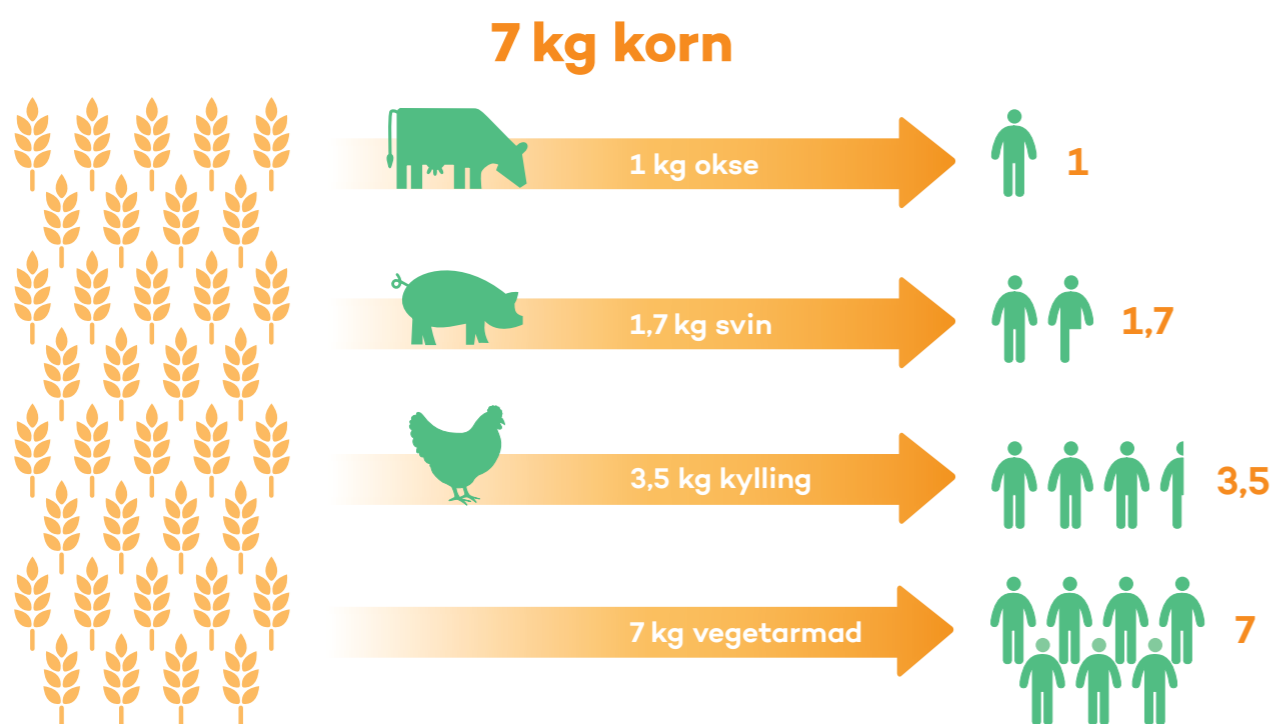 7 kg korn
1 kg okse
1
1,7 kg svin
1,7
3,5 kg kylling
3,5
7 kg vegetarmad
7